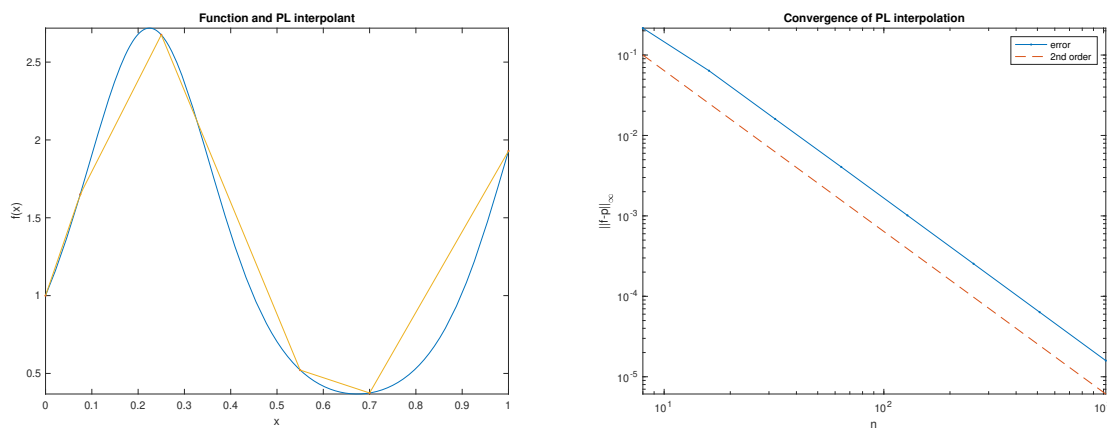 Function and PL interpolant
f(x)
2.5
2
1.5
1
0.5
0 0.1 0.2 0.3 0.4 0.5 0.6 0.7 0.8 0.9 1
x
Convergence of PL interpolation
error
2nd order
||f-p||∞
10⁻¹
10⁻²
10⁻³
10⁻⁴
10⁻⁵
10¹ 10² 10³
n